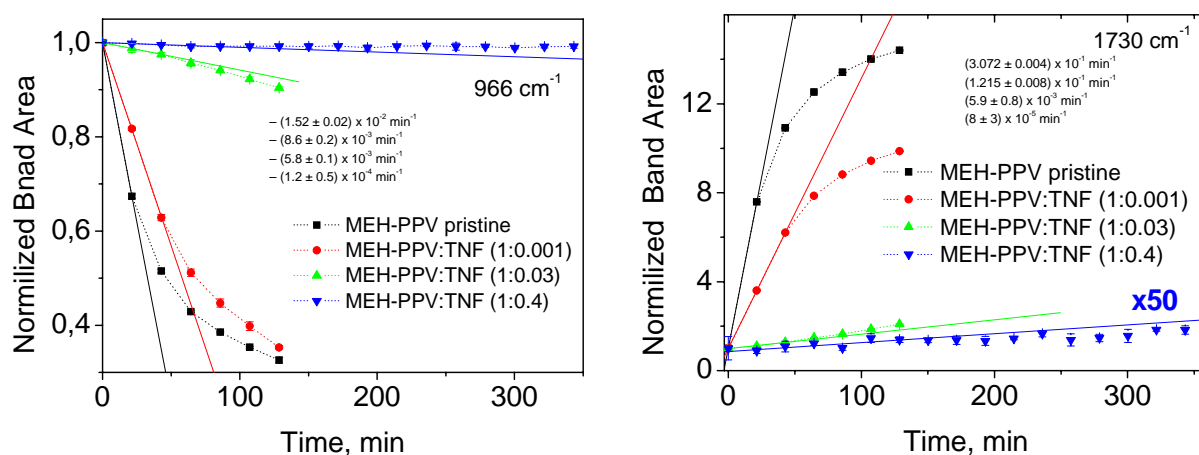 1,0
0,8
0,6
0,4
0
100
200
300
Normilized Bnad Area
Time, min
966 cm⁻¹
– (1.52 ± 0.02) x 10⁻² min⁻¹
– (8.6 ± 0.2) x 10⁻³ min⁻¹
– (5.8 ± 0.1) x 10⁻³ min⁻¹
– (1.2 ± 0.5) x 10⁻⁴ min⁻¹
MEH-PPV pristine
MEH-PPV:TNF (1:0.001)
MEH-PPV:TNF (1:0.03)
MEH-PPV:TNF (1:0.4)
12
8
4
0
0
100
200
300
Normilized Band Area
Time, min
1730 cm⁻¹
(3.072 ± 0.004) x 10⁻¹ min⁻¹
(1.215 ± 0.008) x 10⁻¹ min⁻¹
(5.9 ± 0.8) x 10⁻³ min⁻¹
(8 ± 3) x 10⁻⁵ min⁻¹
MEH-PPV pristine
MEH-PPV:TNF (1:0.001)
MEH-PPV:TNF (1:0.03)
MEH-PPV:TNF (1:0.4)
x50